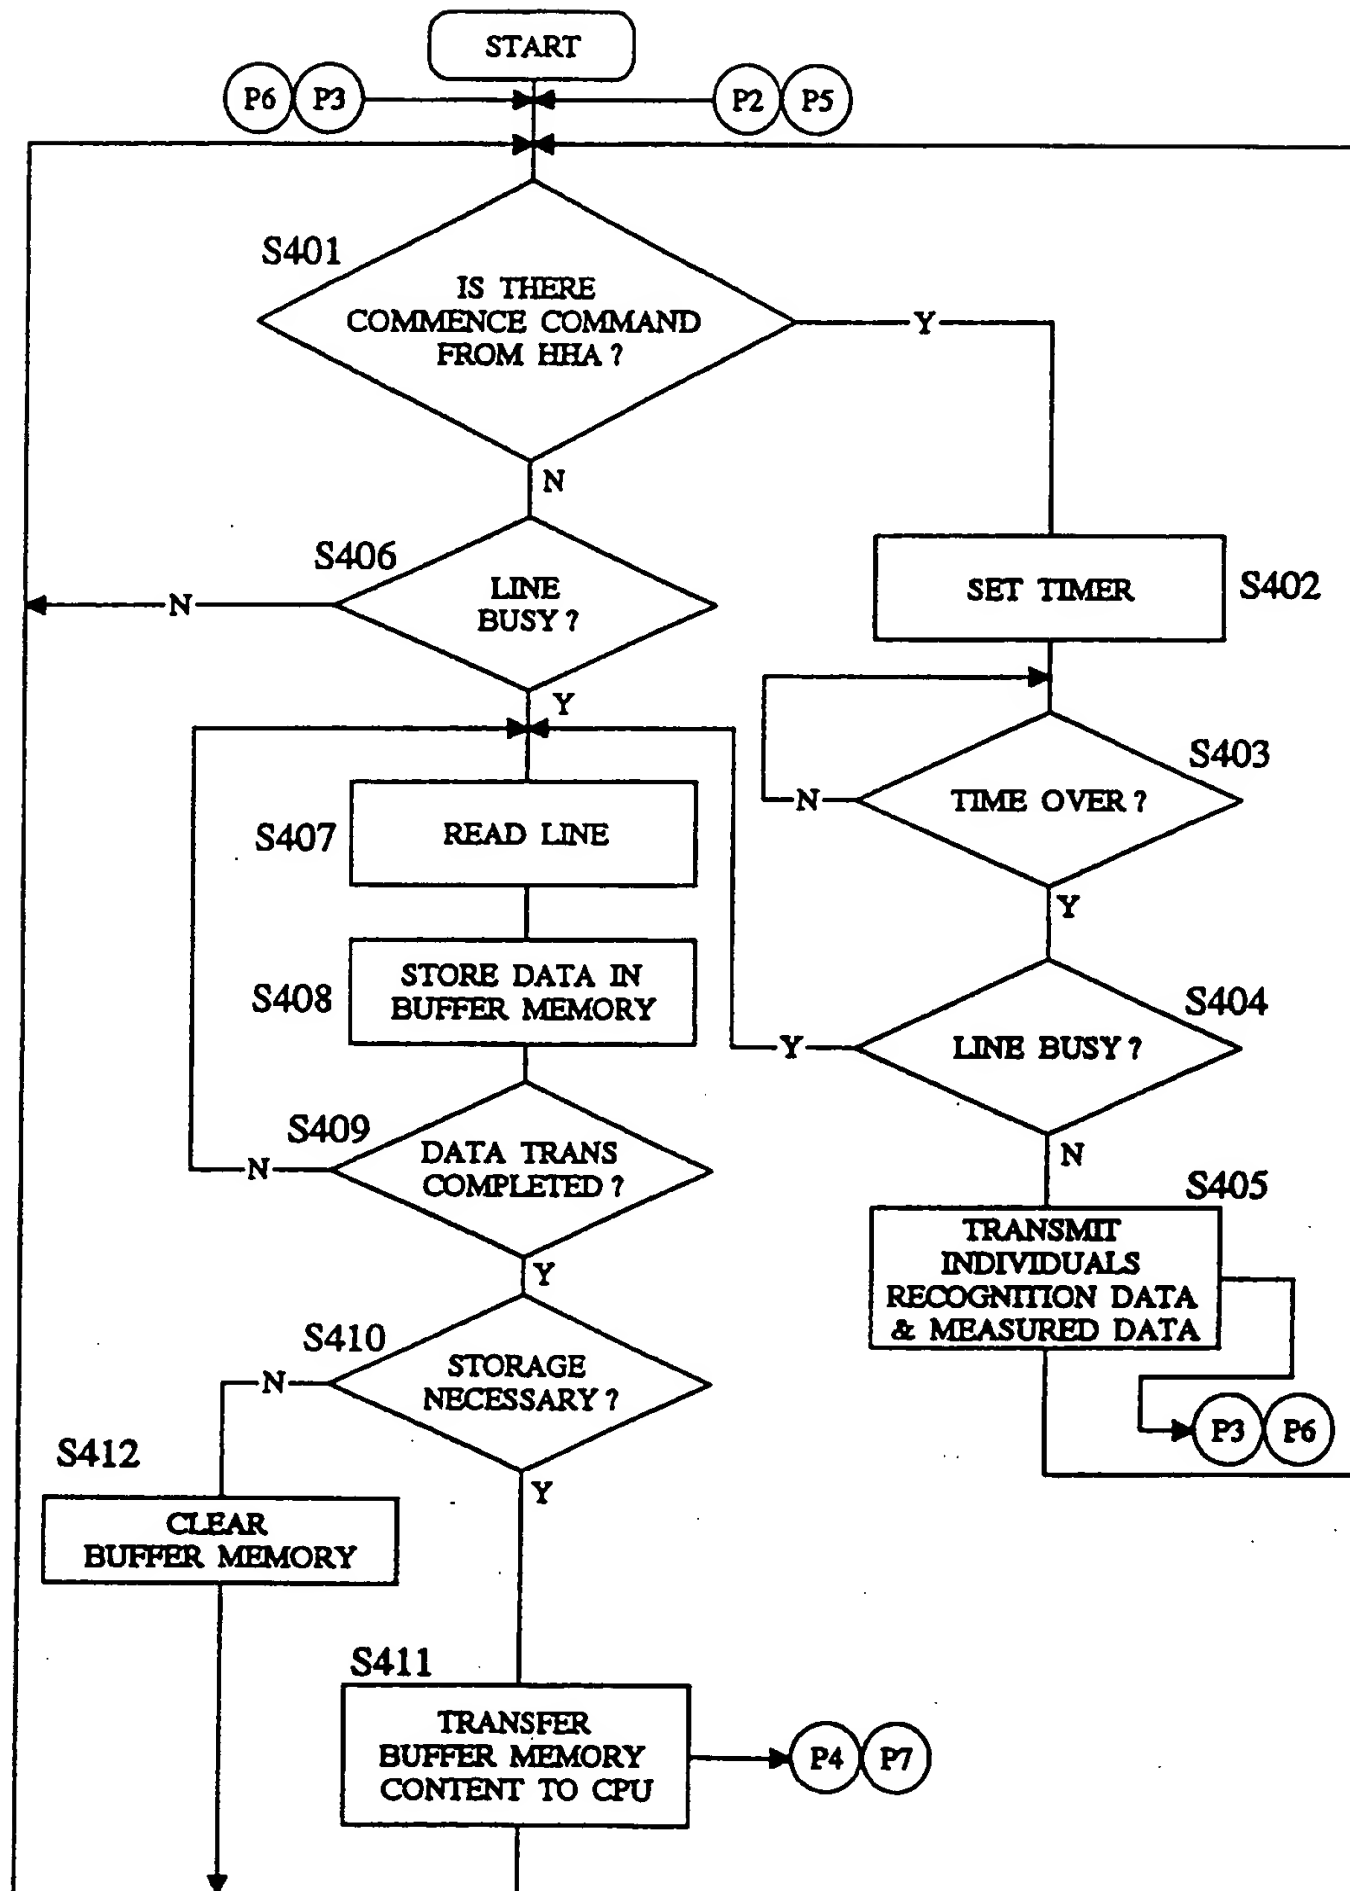 START
P6 P3
P2 P5
S401
IS THERE
COMMENCE COMMAND
FROM HHA ?
Y
N
S406
LINE
BUSY ?
N
Y
SET TIMER
S402
S403
TIME OVER ?
N
Y
S407
READ LINE
S408
STORE DATA IN
BUFFER MEMORY
S404
LINE BUSY ?
Y
N
S409
DATA TRANS
COMPLETED ?
N
Y
S405
TRANSMIT
INDIVIDUALS
RECOGNITION DATA
& MEASURED DATA
P3 P6
S410
STORAGE
NECESSARY ?
N
Y
S412
CLEAR
BUFFER MEMORY
S411
TRANSFER
BUFFER MEMORY
CONTENT TO CPU
P4 P7